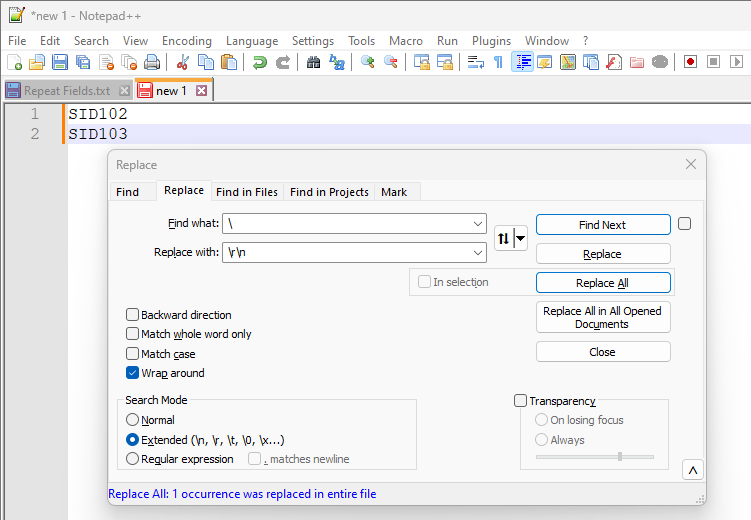 *new 1 - Notepad++
File Edit Search View Encoding Language Settings Tools Macro Run Plugins Window ?
Repeat Fields.txt new 1
1 SID102
2 SID103
Replace
Find Replace Find in Files Find in Projects Mark
Find what: \ Find Next
Replace with: \r\n Replace
In selection Replace All
Backward direction Replace All in All Opened Documents
Match whole word only
Match case Close
Wrap around
Search Mode Transparency
Normal On losing focus
Extended (\n, \r, \t, \0, \x...) Always
Regular expression . matches newline
Replace All: 1 occurrence was replaced in entire file